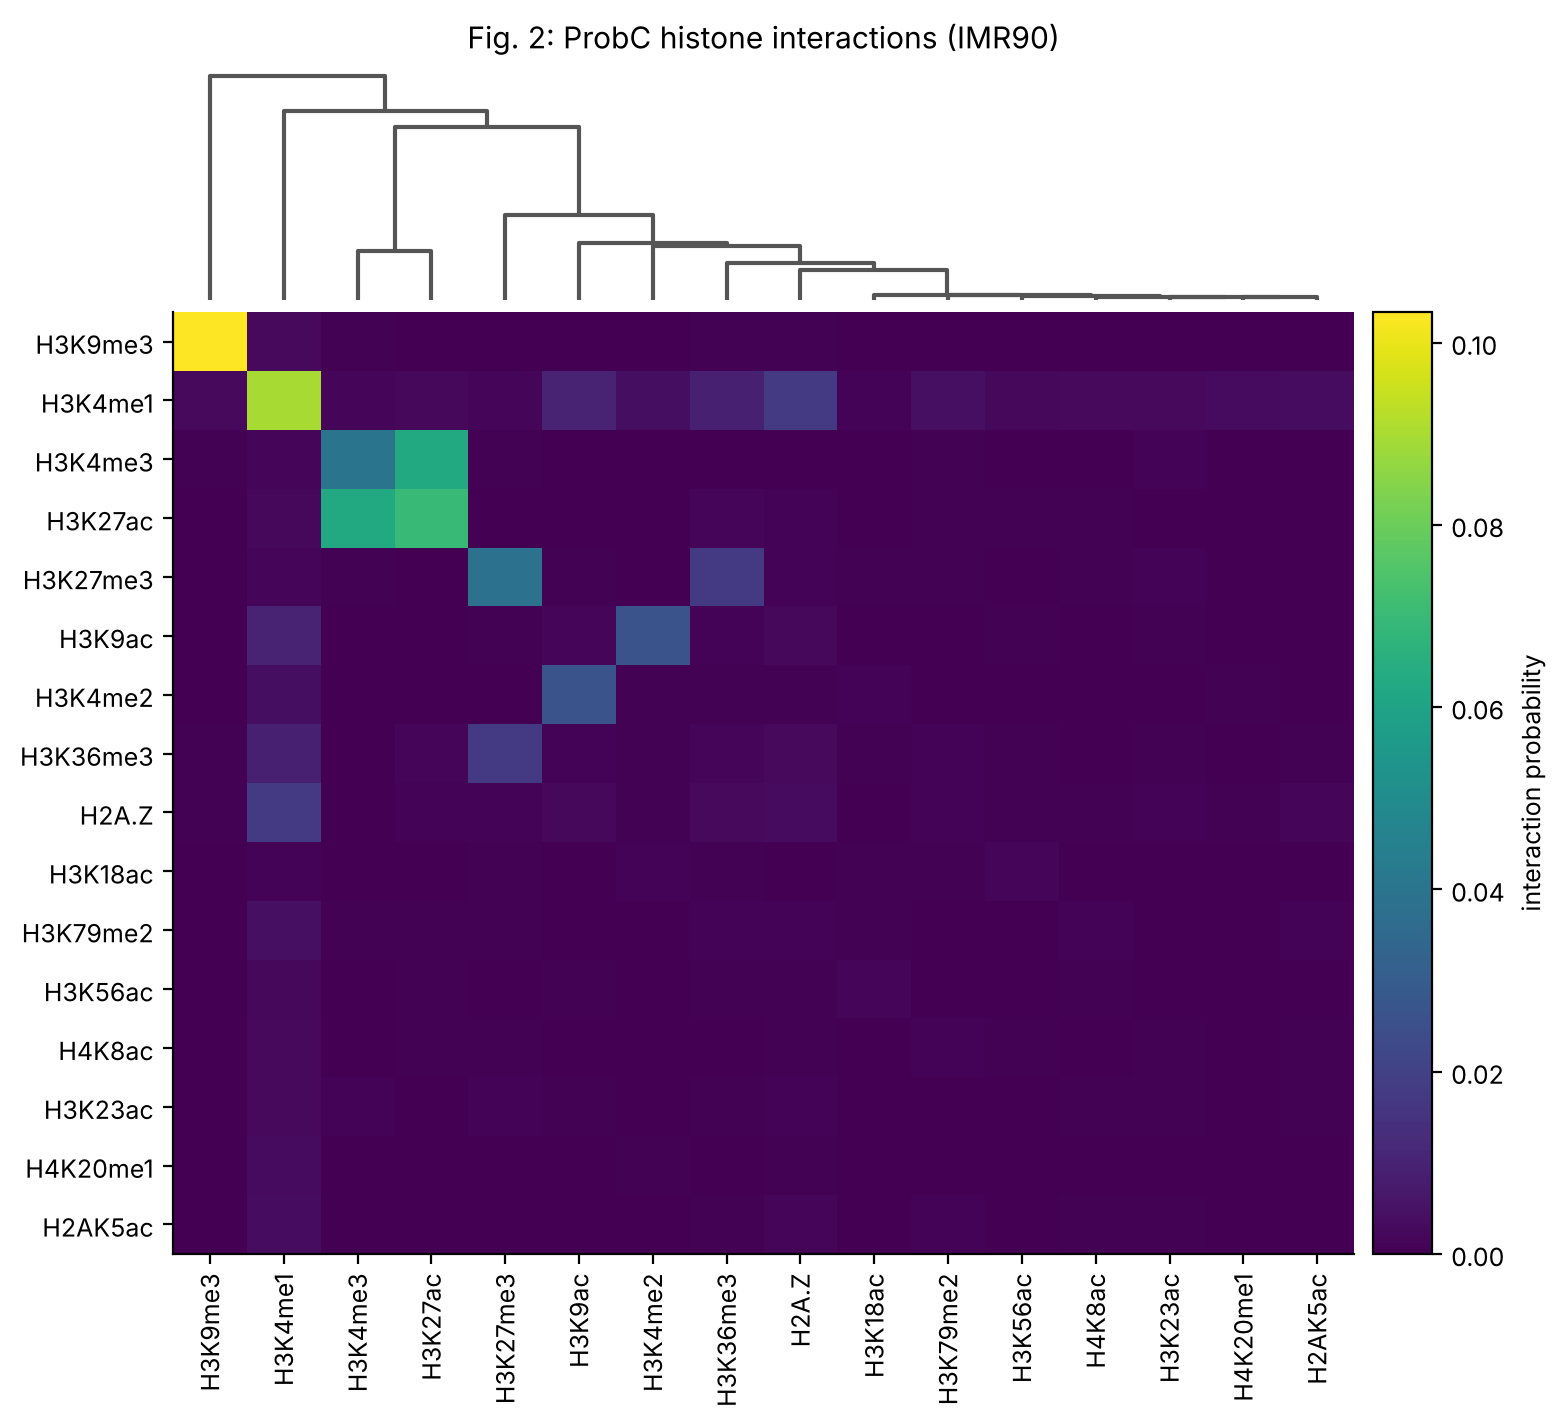 Fig. 2: ProbC histone interactions (IMR90)
H3K9me3
H3K4me1
H3K4me3
H3K27ac
H3K27me3
H3K9ac
H3K4me2
H3K36me3
H2A.Z
H3K18ac
H3K79me2
H3K56ac
H4K8ac
H3K23ac
H4K20me1
H2AK5ac
H3K9me3
H3K4me1
H3K4me3
H3K27ac
H3K27me3
H3K9ac
H3K4me2
H3K36me3
H2A.Z
H3K18ac
H3K79me2
H3K56ac
H4K8ac
H3K23ac
H4K20me1
H2AK5ac
0.10
0.08
0.06
0.04
0.02
0.00
interaction probability